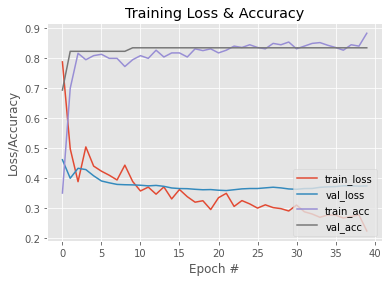 Training Loss & Accuracy
Loss/Accuracy
0.9
0.8
0.7
0.6
0.5
0.4
0.3
0.2
train_loss
val_loss
train_acc
val_acc
0 5 10 15 20 25 30 35 40
Epoch #